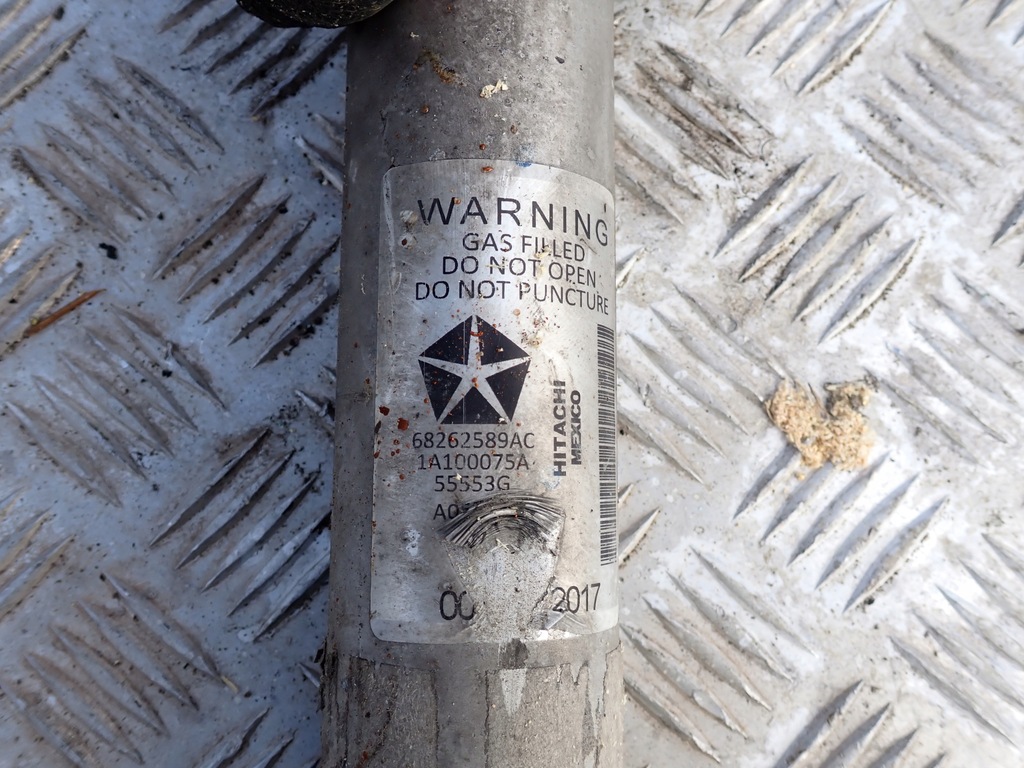 WARNING
GAS FILLED
DO NOT OPEN
DO NOT PUNCTURE
HITACHI
MEXICO
68262589AC
1A100075A
55553G
2017